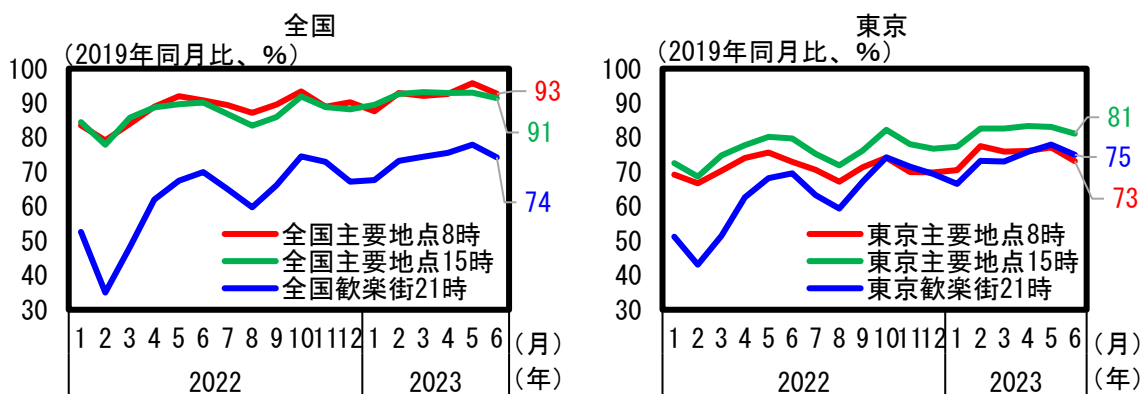 全国
(2019年同月比、%)
100
90
80
70
60
50
40
30
93
91
74
全国主要地点8時
全国主要地点15時
全国歓楽街21時
1 2 3 4 5 6 7 8 9 10 11 12 1 2 3 4 5 6 (月)
2022 2023 (年)
東京
(2019年同月比、%)
100
90
80
70
60
50
40
30
81
75
73
東京主要地点8時
東京主要地点15時
東京歓楽街21時
1 2 3 4 5 6 7 8 9 10 11 12 1 2 3 4 5 6 (月)
2022 2023 (年)